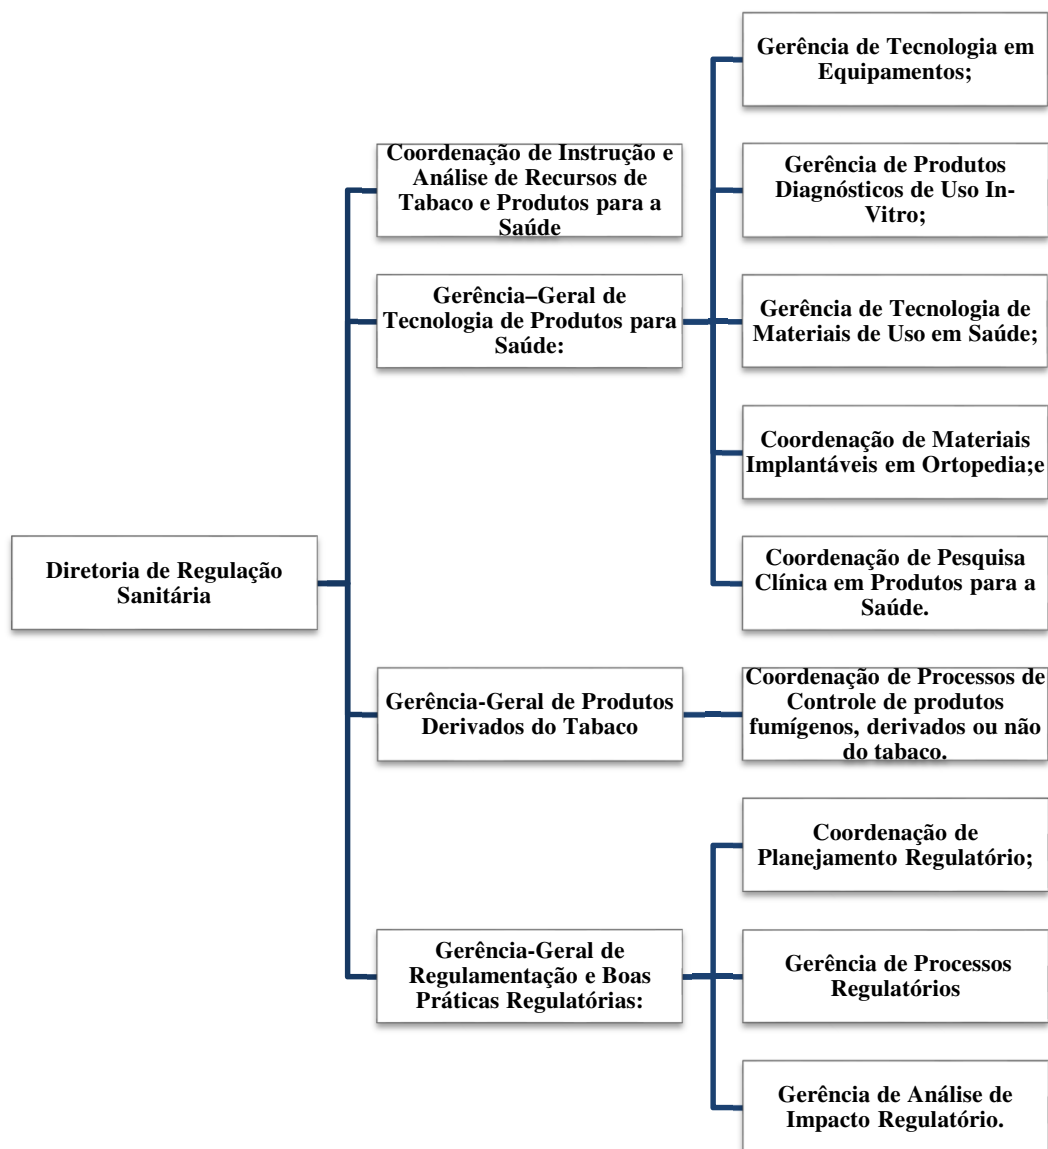 Diretoria de Regulação
Sanitária
Coordenação de Instrução e
Análise de Recursos de
Tabaco e Produtos para a
Saúde
Gerência–Geral de
Tecnologia de Produtos para
Saúde:
Gerência de Tecnologia em
Equipamentos;
Gerência de Produtos
Diagnósticos de Uso In-
Vitro;
Gerência de Tecnologia de
Materiais de Uso em Saúde;
Coordenação de Materiais
Implantáveis em Ortopedia;e
Coordenação de Pesquisa
Clínica em Produtos para a
Saúde.
Gerência-Geral de Produtos
Derivados do Tabaco
Coordenação de Processos de
Controle de produtos
fumígenos, derivados ou não
do tabaco.
Gerência-Geral de
Regulamentação e Boas
Práticas Regulatórias:
Coordenação de
Planejamento Regulatório;
Gerência de Processos
Regulatórios
Gerência de Análise de
Impacto Regulatório.